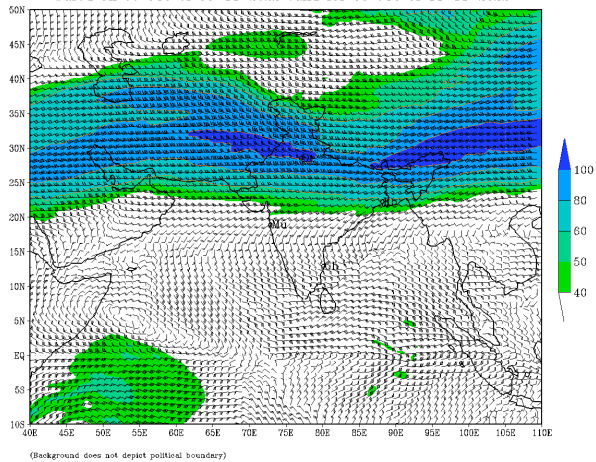 50N
45N
40N
35N
30N
25N
20N
15N
10N
5N
EQ
5S
10S
Mu
40E 45E 50E 55E 60E 65E 70E 75E 80E 85E 90E 95E 100E 105E 110E
100
80
60
50
40
(Background does not depict political boundary)